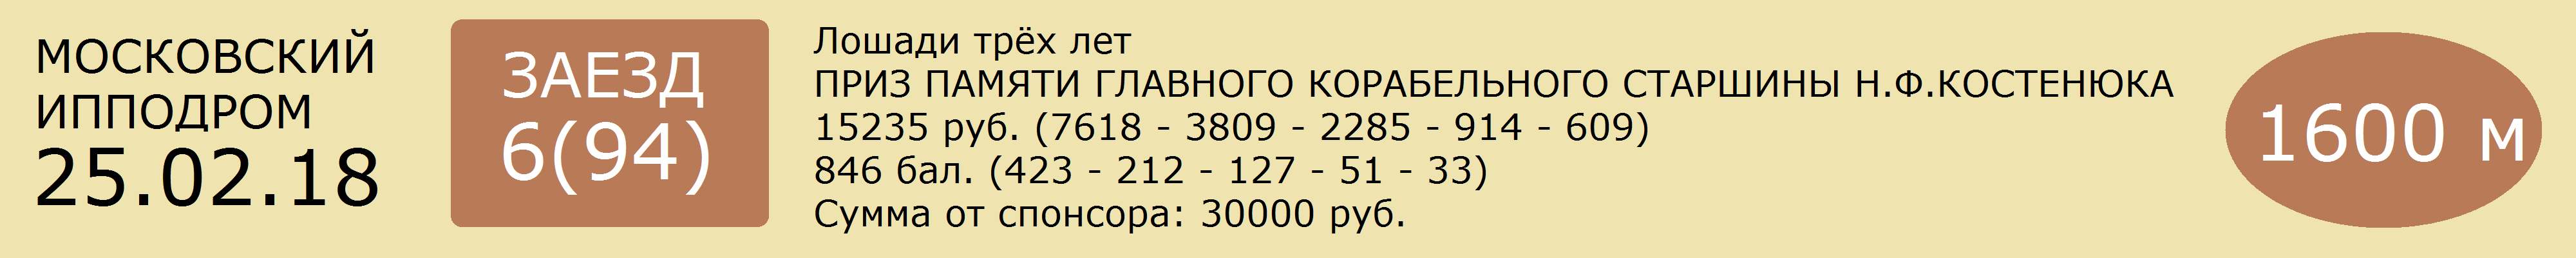 МОСКОВСКИЙ
ИППОДРОМ
25.02.18
ЗАЕЗД
6(94)
Лошади трёх лет
ПРИЗ ПАМЯТИ ГЛАВНОГО КОРАБЕЛЬНОГО СТАРШИНЫ Н.Ф.КОСТЕНЮКА
15235 руб. (7618 - 3809 - 2285 - 914 - 609)
846 бал. (423 - 212 - 127 - 51 - 33)
Сумма от спонсора: 30000 руб.
1600 м